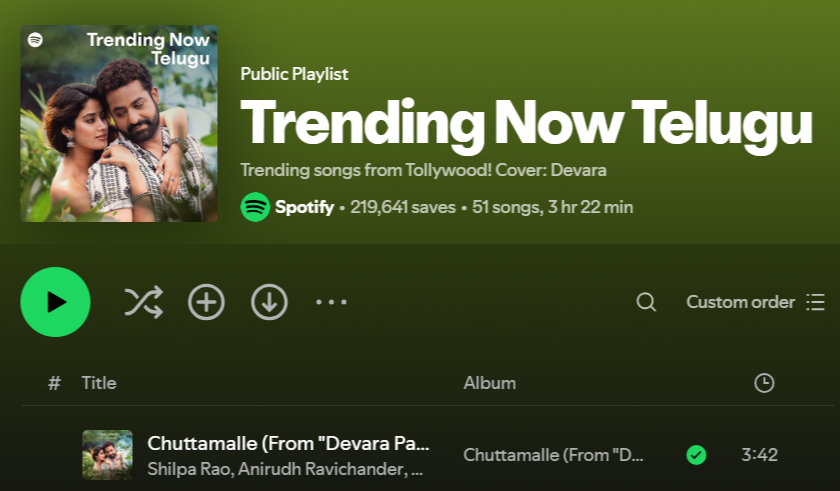 Trending Now
Telugu
Public Playlist
Trending Now Telugu
Trending songs from Tollywood! Cover: Devara
Spotify • 219,641 saves • 51 songs, 3 hr 22 min
Custom order
# Title Album
Chuttamalle (From "Devara Pa...
Shilpa Rao, Anirudh Ravichander, ...
Chuttamalle (From "D...
3:42